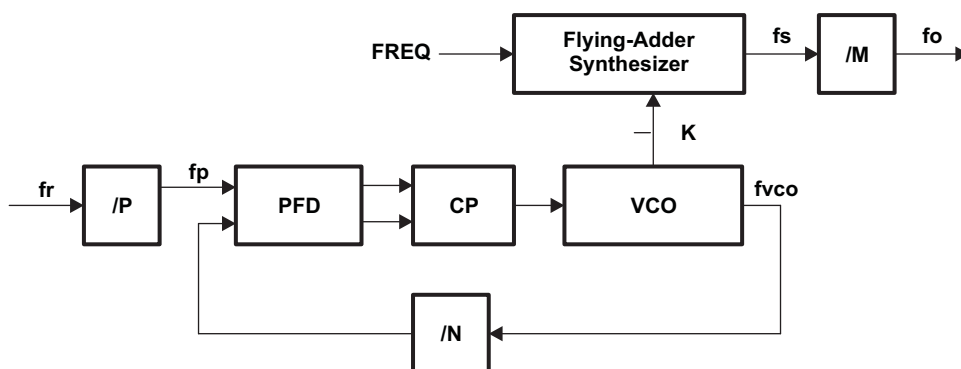 FREQ
Flying-Adder
Synthesizer
fs
/M
fo
K
fr
/P
fp
PFD
CP
VCO
fvco
/N